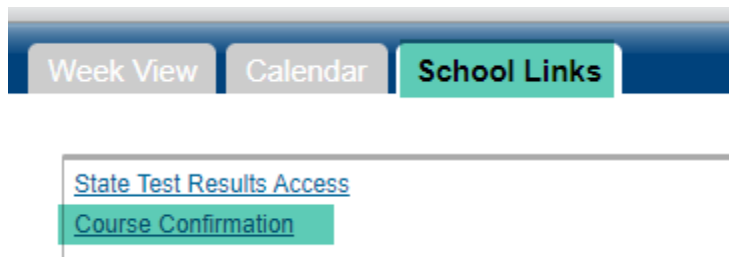 Week View Calendar School Links
State Test Results Access
Course Confirmation